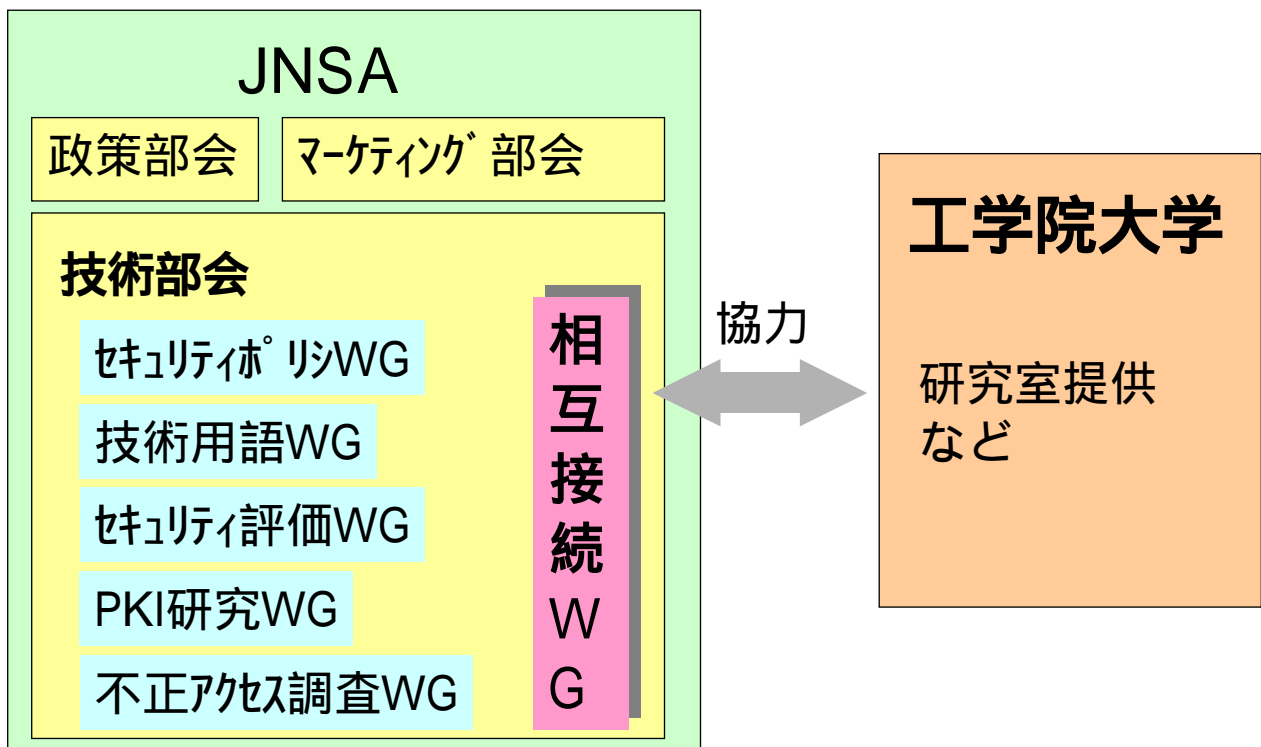 JNSA
政策部会
ﾏｰｹﾃｨﾝｸﾞ部会
技術部会
ｾｷｭﾘﾃｨﾎﾟﾘｼWG
技術用語WG
ｾｷｭﾘﾃｨ評価WG
PKI研究WG
不正ｱｸｾｽ調査WG
相互接続WG
協力
工学院大学
研究室提供
など